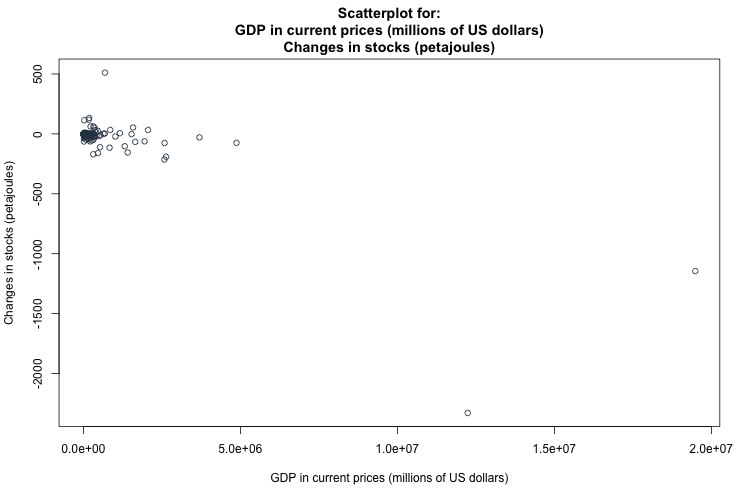 Scatterplot for:
GDP in current prices (millions of US dollars)
Changes in stocks (petajoules)
Changes in stocks (petajoules)
500
0
-500
-1000
-1500
-2000
0.0e+00 5.0e+06 1.0e+07 1.5e+07 2.0e+07
GDP in current prices (millions of US dollars)